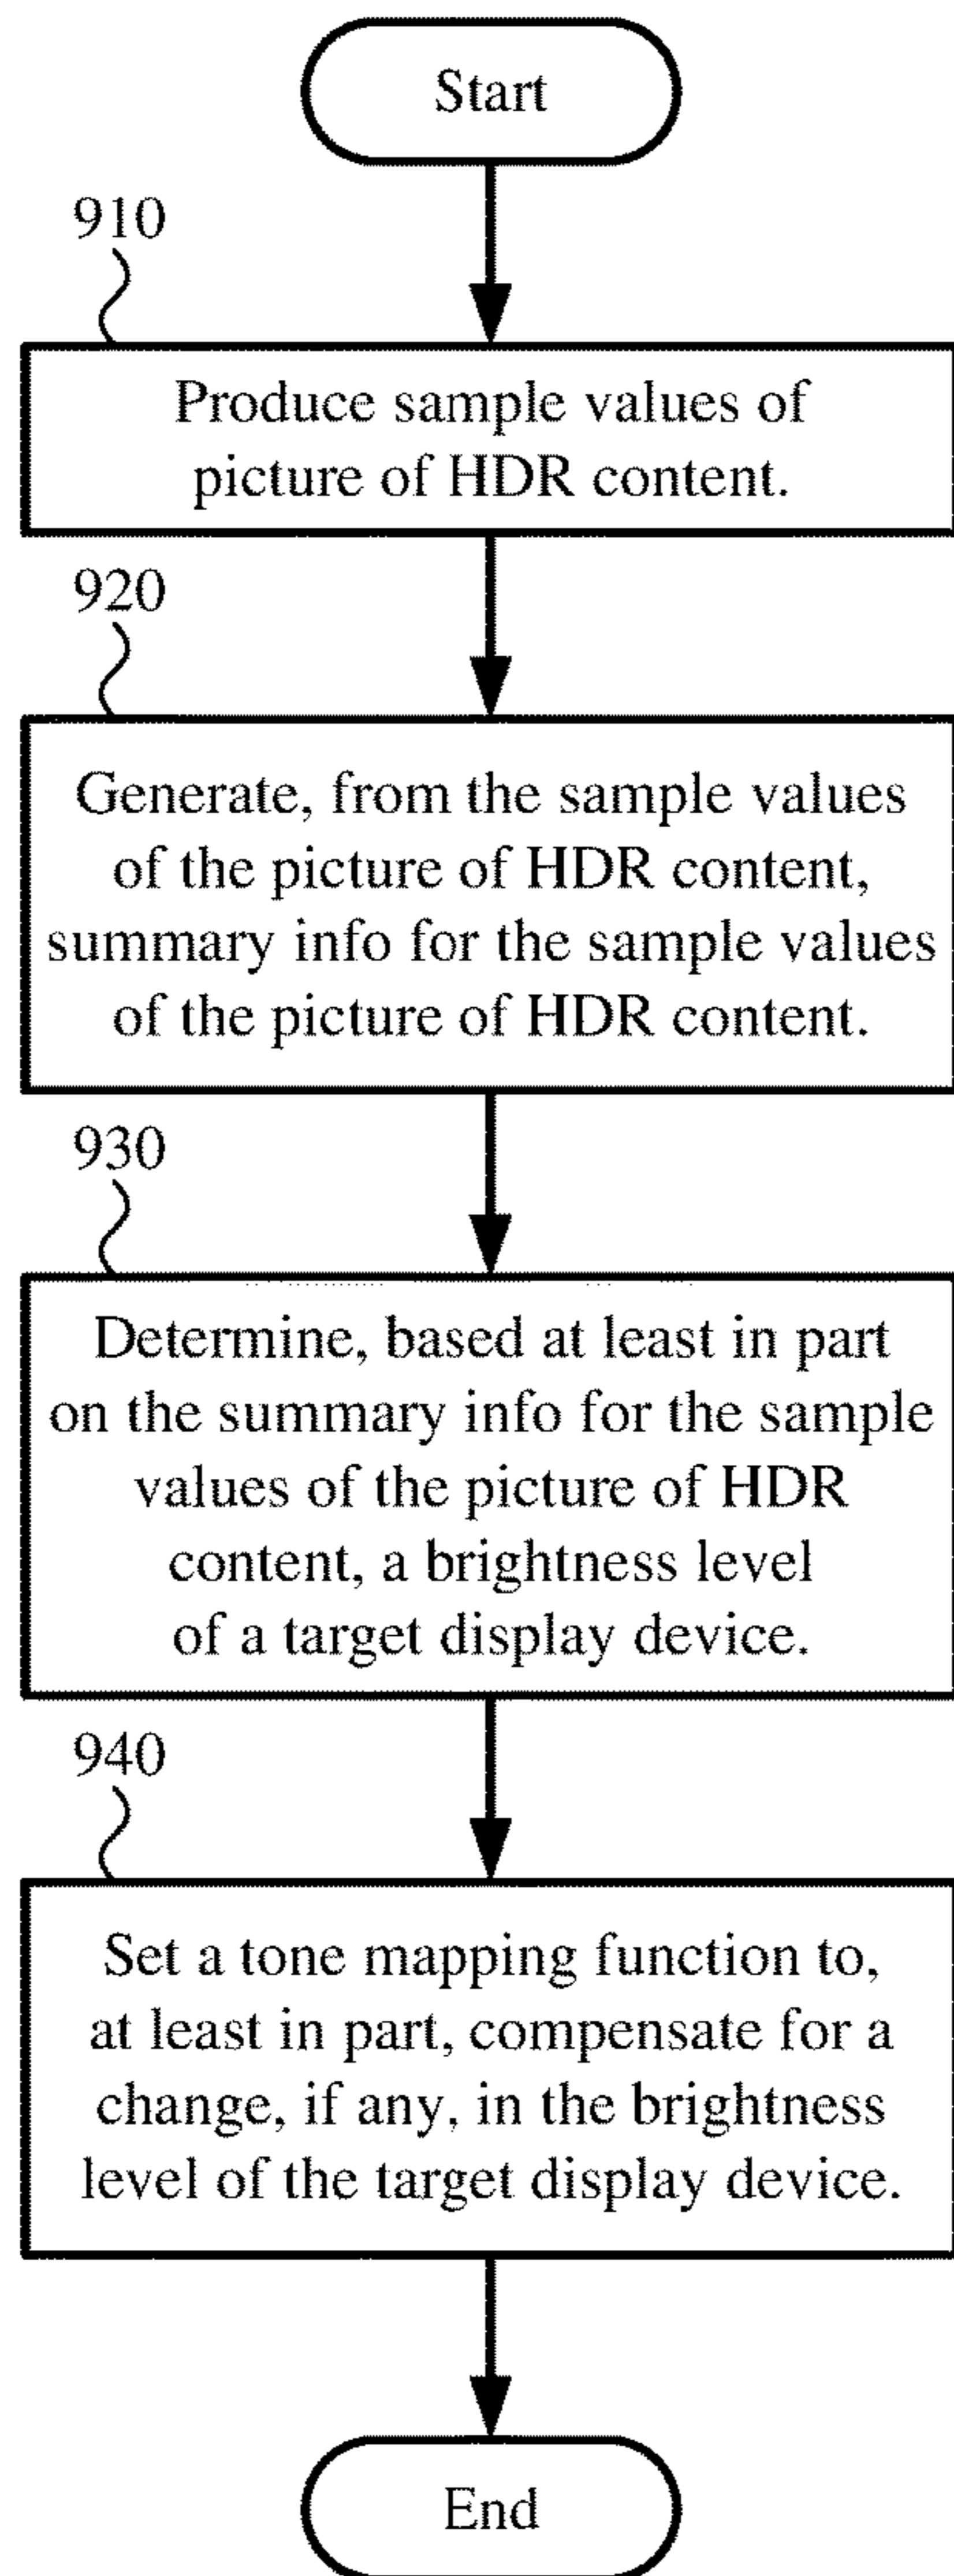 Start
910
Produce sample values of
picture of HDR content.
920
Generate, from the sample values
of the picture of HDR content,
summary info for the sample values
of the picture of HDR content.
930
Determine, based at least in part
on the summary info for the sample
values of the picture of HDR
content, a brightness level
of a target display device.
940
Set a tone mapping function to,
at least in part, compensate for a
change, if any, in the brightness
level of the target display device.
End